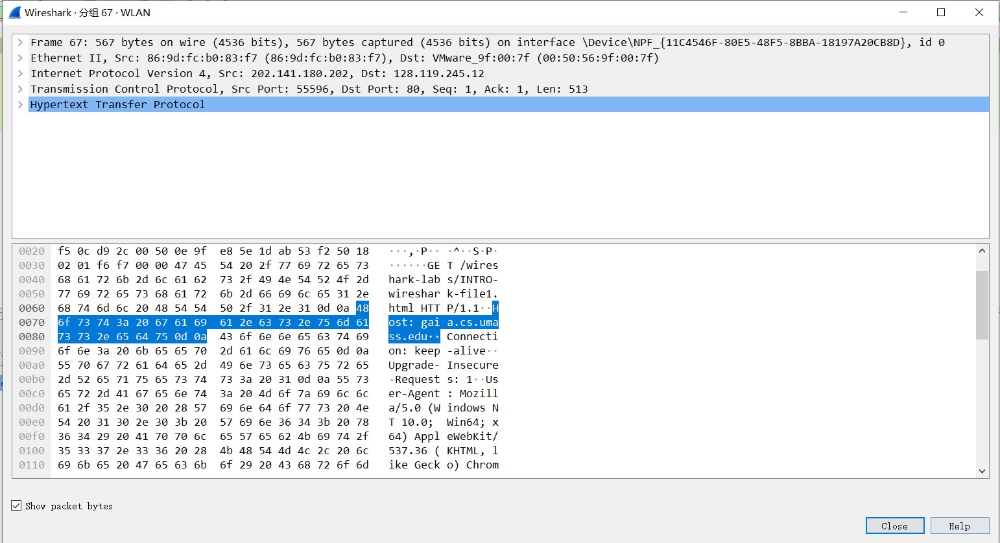 Wireshark · 分组 67 · WLAN
Frame 67: 567 bytes on wire (4536 bits), 567 bytes captured (4536 bits) on interface \Device\NPF_{11C4546F-80E5-48F5-8BBA-18197A20CB8D}, id 0
Ethernet II, Src: 86:9d:fc:b0:83:f7 (86:9d:fc:b0:83:f7), Dst: VMware_9f:00:7f (00:50:56:9f:00:7f)
Internet Protocol Version 4, Src: 202.141.180.202, Dst: 128.119.245.12
Transmission Control Protocol, Src Port: 55596, Dst Port: 80, Seq: 1, Ack: 1, Len: 513
Hypertext Transfer Protocol
0020 f5 0c d9 2c 00 50 0e 9f e8 5e 1d ab 53 f2 50 18 ···,·P·· ·^··S·P·
0030 02 01 f6 f7 00 00 47 45 54 20 2f 77 69 72 65 73 ······GE T /wires
0040 68 61 72 6b 2d 6c 61 62 73 2f 49 4e 54 52 4f 2d hark-lab s/INTRO-
0050 77 69 72 65 73 68 61 72 6b 2d 66 69 6c 65 31 2e wireshar k-file1.
0060 68 74 6d 6c 20 48 54 54 50 2f 31 2e 31 0d 0a 48 html HTT P/1.1··H
0070 6f 73 74 3a 20 67 61 69 61 2e 63 73 2e 75 6d 61 ost: gai a.cs.uma
0080 73 73 2e 65 64 75 0d 0a 43 6f 6e 6e 65 63 74 69 ss.edu·· Connecti
0090 6f 6e 3a 20 6b 65 65 70 2d 61 6c 69 76 65 0d 0a on: keep -alive··
00a0 55 70 67 72 61 64 65 2d 49 6e 73 65 63 75 72 65 Upgrade- Insecure
00b0 2d 52 65 71 75 65 73 74 73 3a 20 31 0d 0a 55 73 -Request s: 1··Us
00c0 65 72 2d 41 67 65 6e 74 3a 20 4d 6f 7a 69 6c 6c er-Agent : Mozill
00d0 61 2f 35 2e 30 20 28 57 69 6e 64 6f 77 73 20 4e a/5.0 (W indows N
00e0 54 20 31 30 2e 30 3b 20 57 69 6e 36 34 3b 20 78 T 10.0; Win64; x
00f0 36 34 29 20 41 70 70 6c 65 57 65 62 4b 69 74 2f 64) Appl eWebKit/
0100 35 33 37 2e 33 36 20 28 4b 48 54 4d 4c 2c 20 6c 537.36 ( KHTML, l
0110 69 6b 65 20 47 65 63 6b 6f 29 20 43 68 72 6f 6d ike Geck o) Chrom
Show packet bytes
Close Help